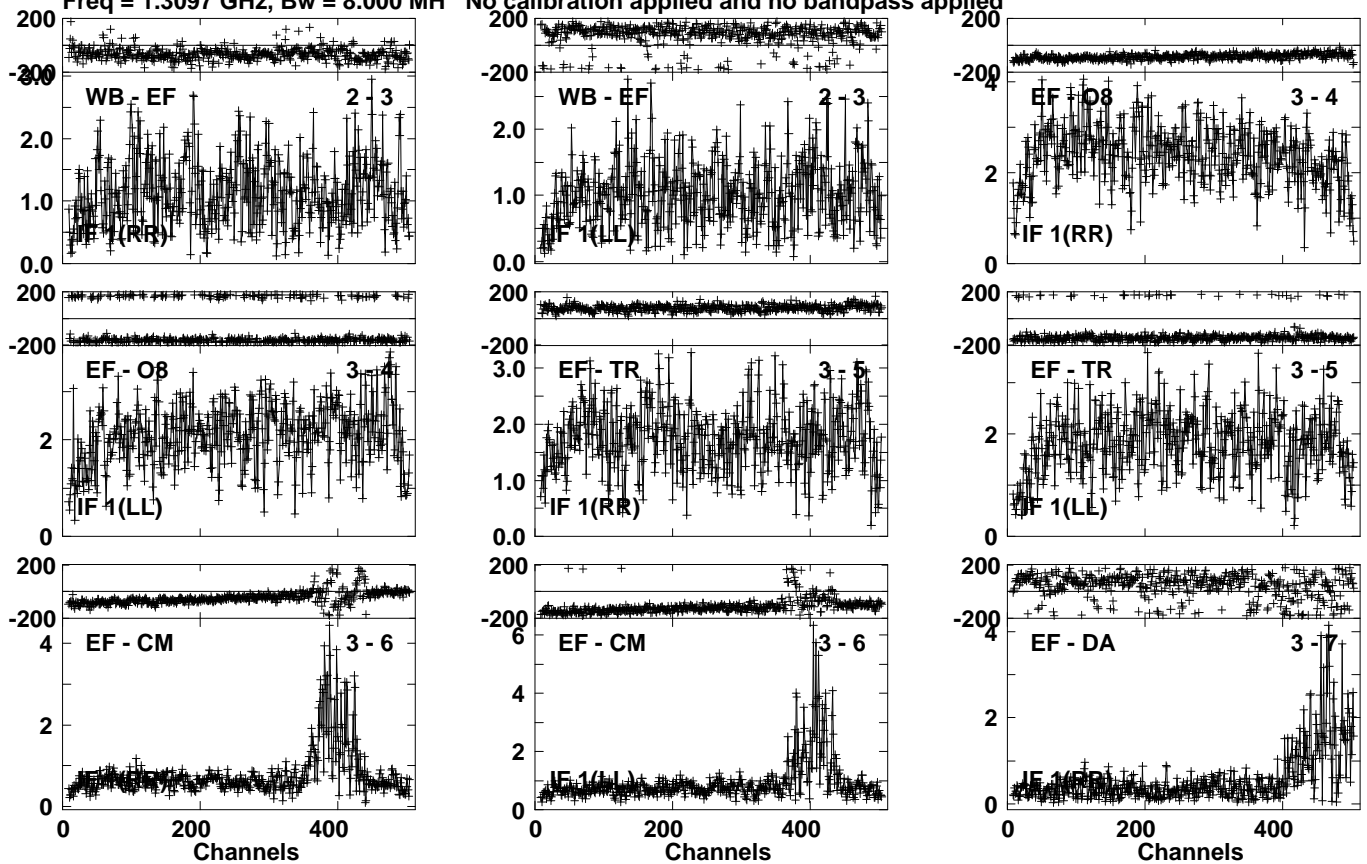 Freq = 1.3097 GHz, Bw = 8.000 MH No calibration applied and no bandpass applied
200
-200
3.0
2.0
1.0
0.0
WB - EF 2 - 3
IF 1(RR)
200
-200
2.0
1.0
0.0
WB - EF 2 - 3
IF 1(LL)
200
-200
4
2
0
EF - O8 3 - 4
IF 1(RR)
200
-200
2
0
EF - O8 3 - 4
IF 1(LL)
200
-200
3.0
2.0
1.0
0.0
EF - TR 3 - 5
IF 1(RR)
200
-200
2
0
EF - TR 3 - 5
IF 1(LL)
200
-200
4
2
0
EF - CM 3 - 6
IF 1(RR)
0 200 400
Channels
200
-200
6
4
2
0
EF - CM 3 - 6
IF 1(LL)
0 200 400
Channels
200
-200
4
2
0
EF - DA 3 - 7
IF 1(RR)
0 200 400
Channels